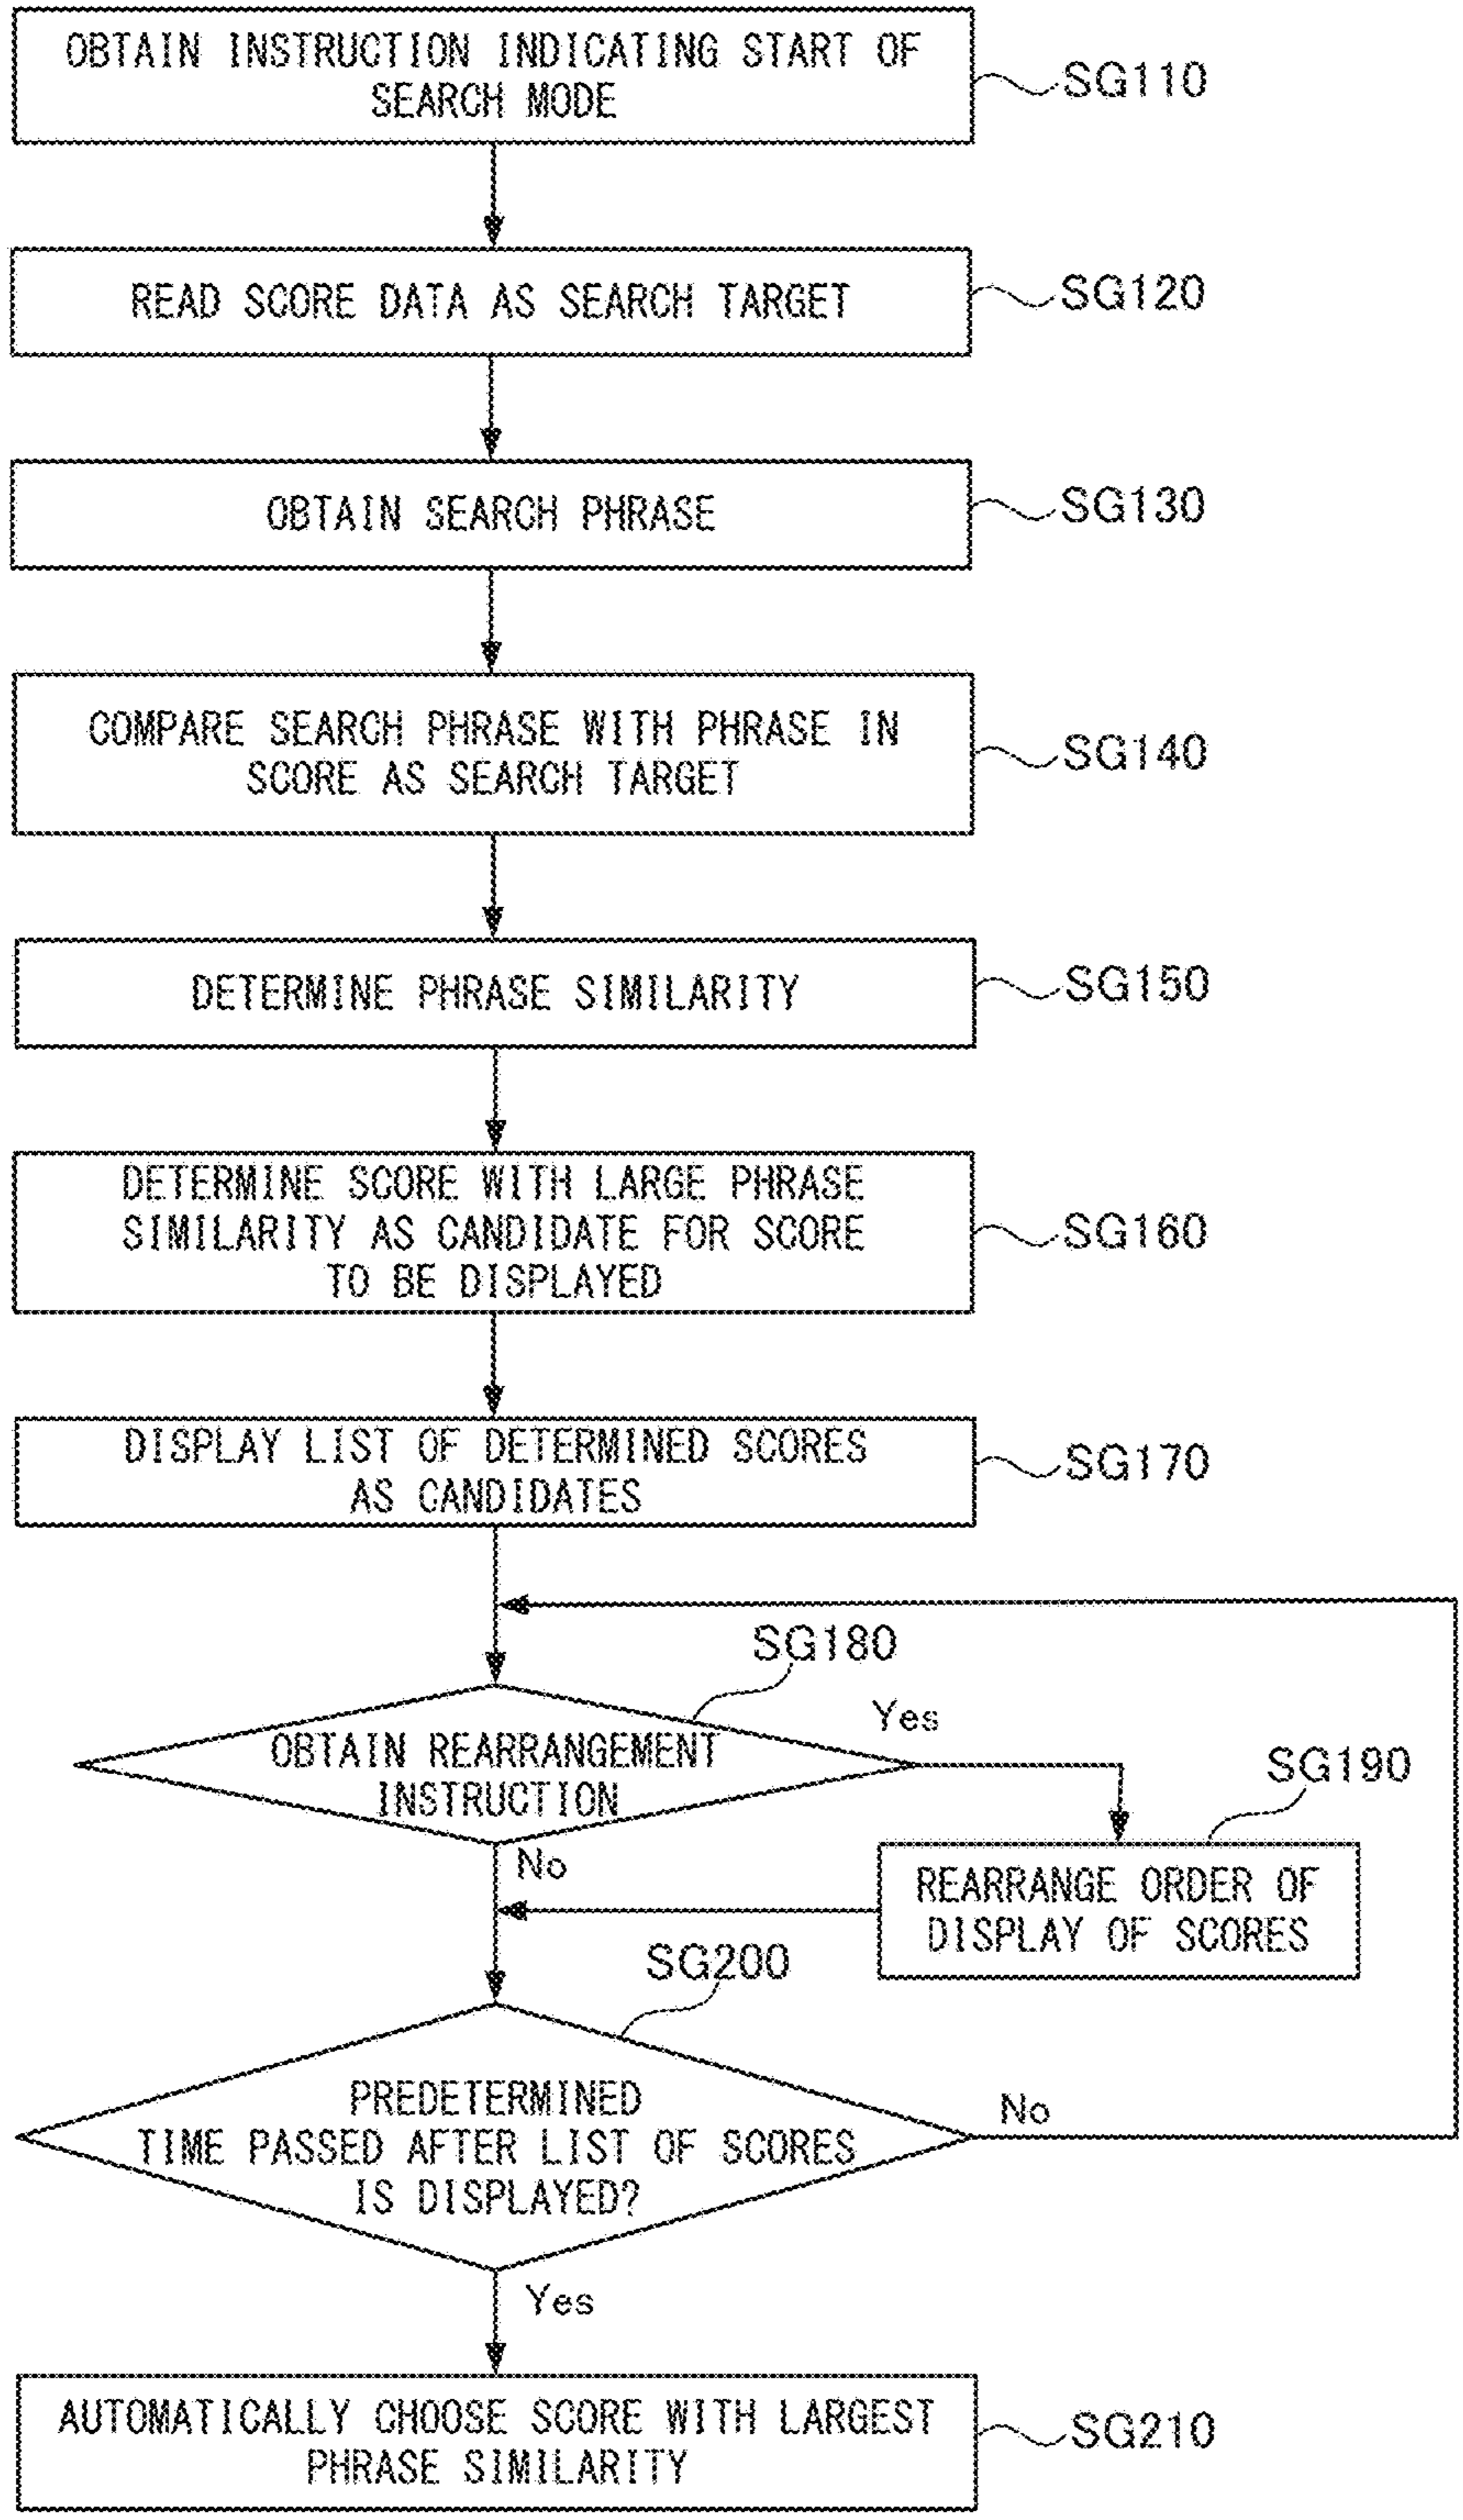 OBTAIN INSTRUCTION INDICATING START OF
SEARCH MODE
SG110
READ SCORE DATA AS SEARCH TARGET
SG120
OBTAIN SEARCH PHRASE
SG130
COMPARE SEARCH PHRASE WITH PHRASE IN
SCORE AS SEARCH TARGET
SG140
DETERMINE PHRASE SIMILARITY
SG150
DETERMINE SCORE WITH LARGE PHRASE
SIMILARITY AS CANDIDATE FOR SCORE
TO BE DISPLAYED
SG160
DISPLAY LIST OF DETERMINED SCORES
AS CANDIDATES
SG170
SG180
OBTAIN REARRANGEMENT
INSTRUCTION
Yes
SG190
No
REARRANGE ORDER OF
DISPLAY OF SCORES
SG200
PREDETERMINED
TIME PASSED AFTER LIST OF SCORES
IS DISPLAYED?
No
Yes
AUTOMATICALLY CHOOSE SCORE WITH LARGEST
PHRASE SIMILARITY
SG210